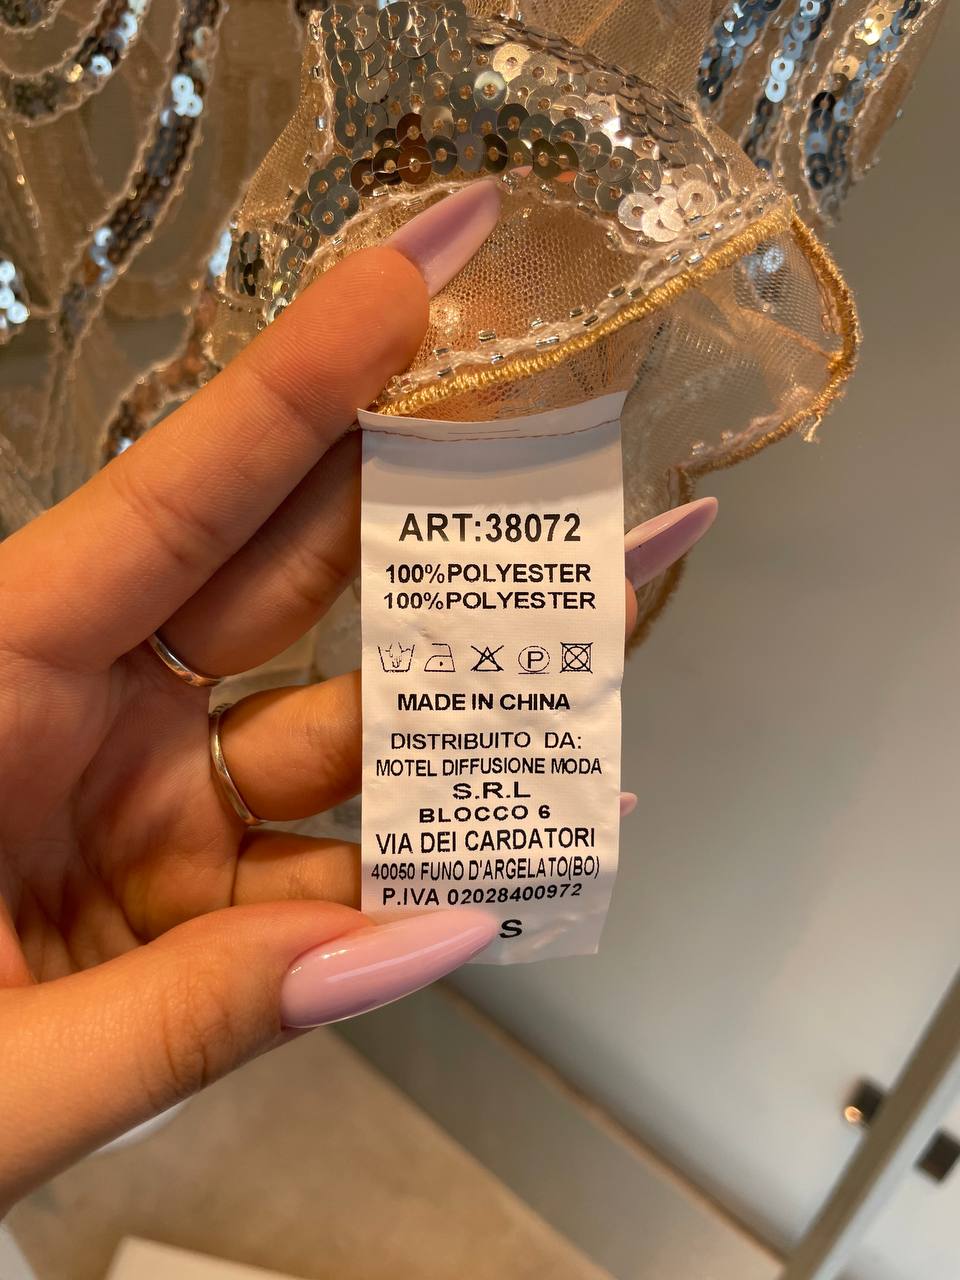 ART:38072
100%POLYESTER
100%POLYESTER
P
MADE IN CHINA
DISTRIBUITO DA:
MOTEL DIFFUSIONE MODA
S.R.L
BLOCCO 6
VIA DEI CARDATORI
40050 FUNO D'ARGELATO(BO)
P.IVA 02028400972
S